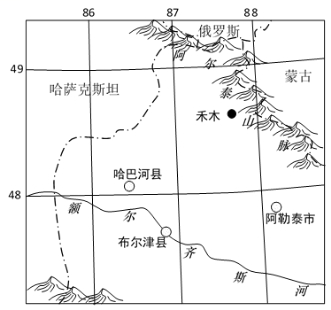 86 87 88
俄罗斯
阿尔泰山脉
49
蒙古
哈萨克斯坦
禾木
哈巴河县
48
额尔齐斯河
阿勒泰市
布尔津县